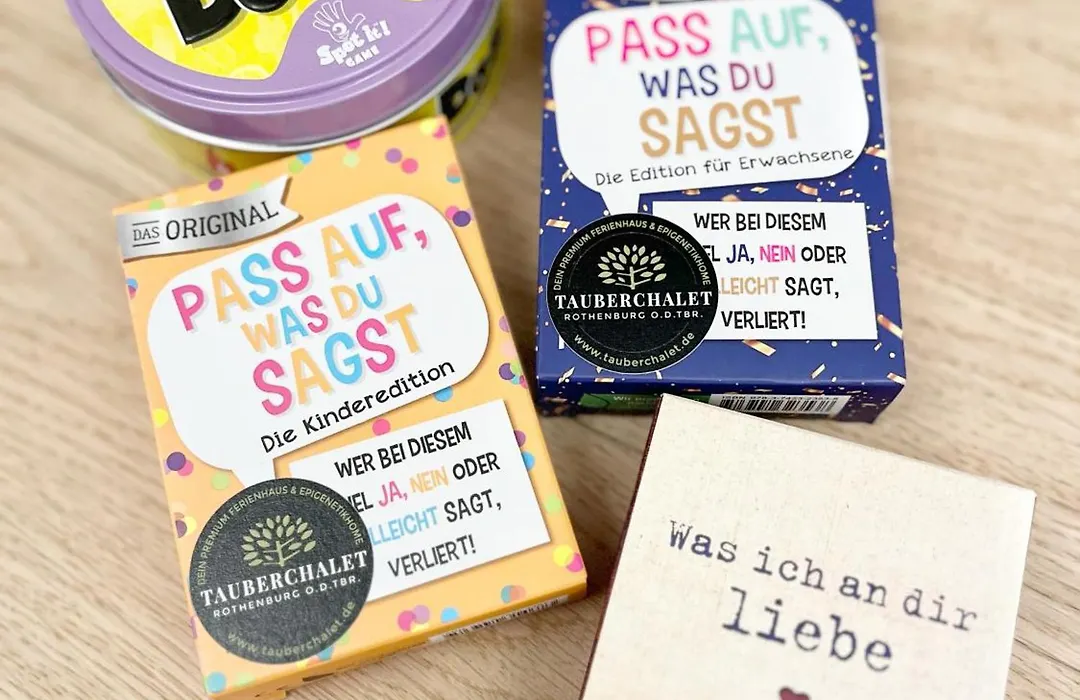 Spot it!
GAME
PASS AUF,
WAS DU
SAGST
Die Edition für Erwachsene
WER BEI DIESEM
JA, NEIN ODER
SAGT,
VERLIERT!
DEIN PREMIUM FERIENHAUS & EPIGENETIKHOME
TAUBERCHALET
ROTHENBURG O.D.TBR.
www.tauberchalet.de
DAS ORIGINAL
PASS AUF,
WAS DU
SAGST
Die Kinderedition
WER BEI DIESEM
JA, NEIN ODER
SAGT,
VERLIERT!
DEIN PREMIUM FERIENHAUS & EPIGENETIKHOME
TAUBERCHALET
ROTHENBURG O.D.TBR.
www.tauberchalet.de
Was ich an dir
liebe